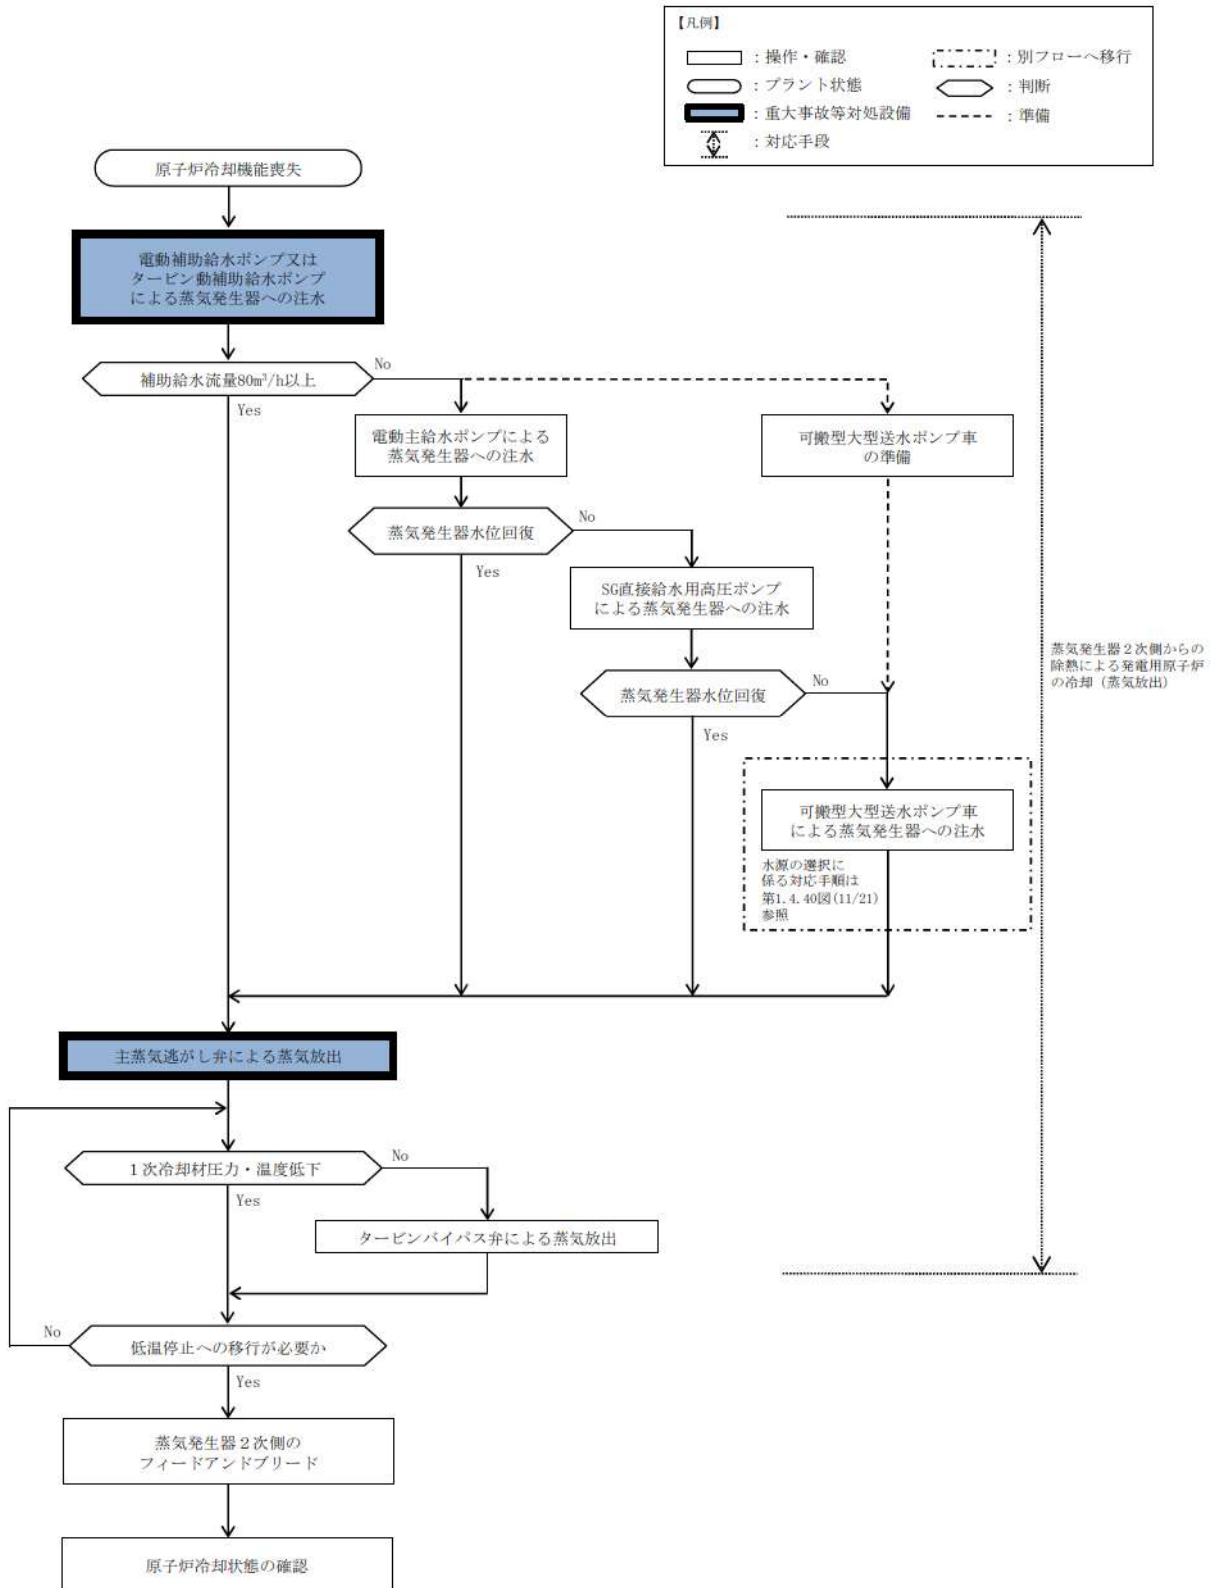 【凡例】
：操作・確認
：別フローへ移行
：プラント状態
：判断
：重大事故等対処設備
：準備
：対応手段
原子炉冷却機能喪失
電動補助給水ポンプ又は
タービン動補助給水ポンプ
による蒸気発生器への注水
補助給水流量80m³/h以上
No
Yes
電動主給水ポンプによる
蒸気発生器への注水
可搬型大型送水ポンプ車
の準備
蒸気発生器水位回復
No
Yes
SG直接給水用高圧ポンプ
による蒸気発生器への注水
蒸気発生器水位回復
No
Yes
蒸気発生器２次側からの
除熱による発電用原子炉
の冷却（蒸気放出）
可搬型大型送水ポンプ車
による蒸気発生器への注水
水源の選択に
係る対応手順は
第1.4.40図(11/21)
参照
主蒸気逃がし弁による蒸気放出
１次冷却材圧力・温度低下
No
Yes
タービンバイパス弁による蒸気放出
低温停止への移行が必要か
No
Yes
蒸気発生器２次側の
フィードアンドブリード
原子炉冷却状態の確認